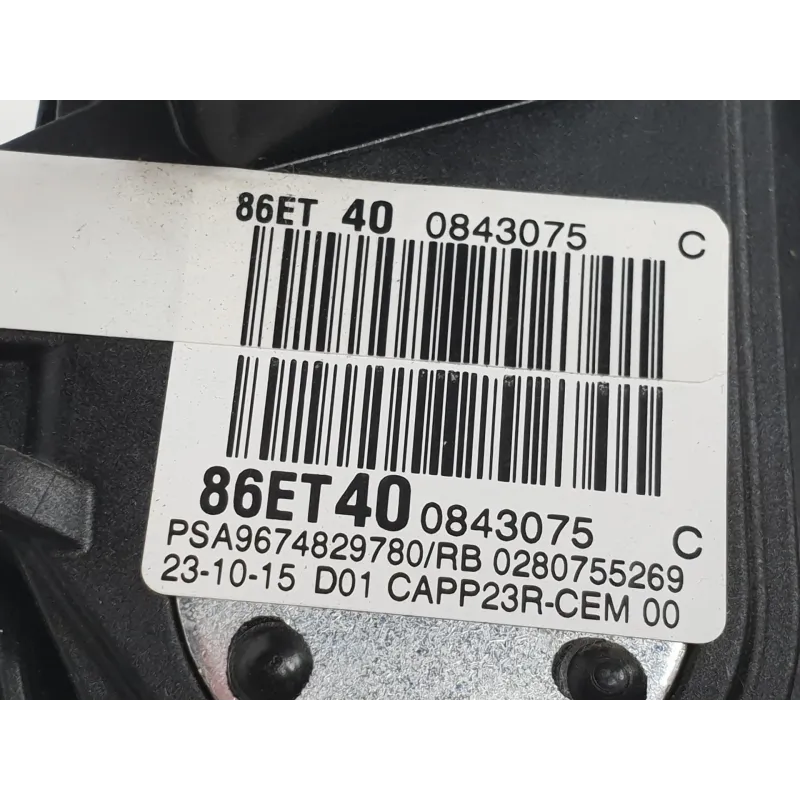 86ET 40 0843075 C
86ET40 0843075 C
PSA9674829780/RB 0280755269
23-10-15 D01 CAPP23R-CEM 00